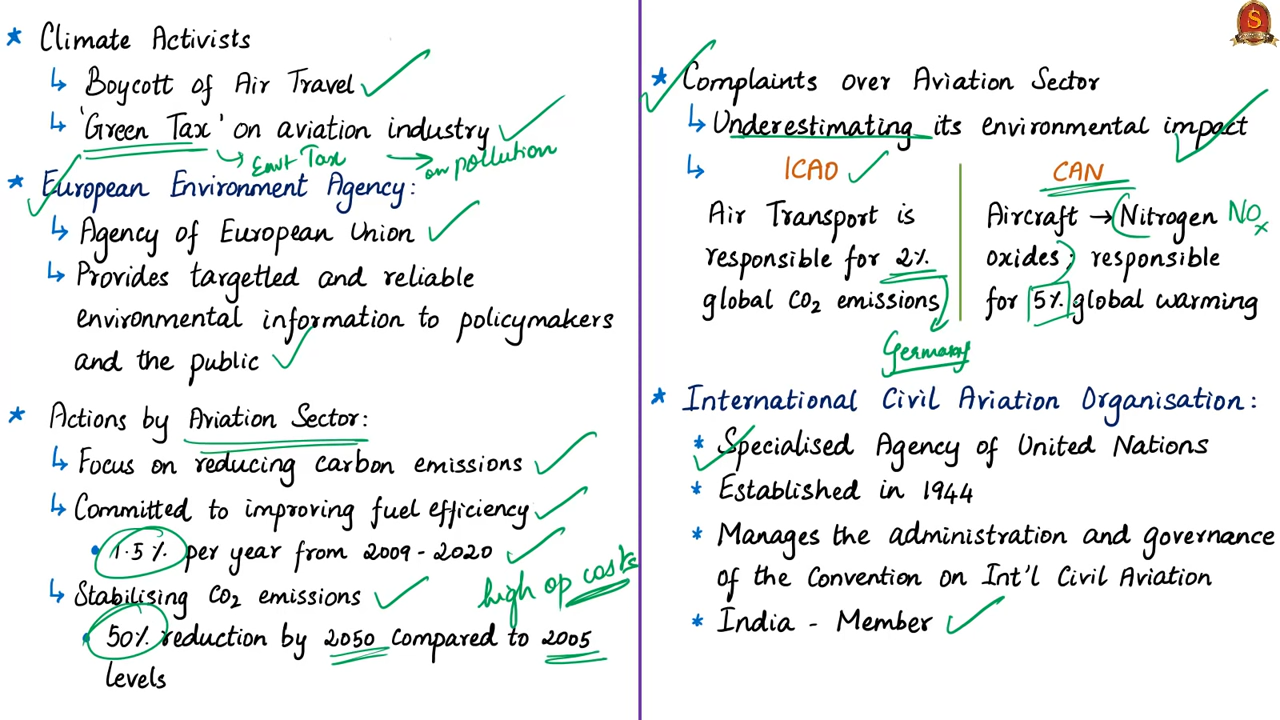 * Climate Activists
↳ Boycott of Air Travel ✓
↳ 'Green Tax' on aviation industry ✓
→ Envt Tax → on pollution
* European Environment Agency:
↳ Agency of European Union ✓
↳ Provides targetted and reliable
environmental information to policymakers
and the public ✓
* Actions by Aviation Sector:
↳ Focus on reducing carbon emissions ✓
↳ Committed to improving fuel efficiency ✓
• 1.5% per year from 2009 - 2020 ✓
high op costs
↳ Stabilising CO2 emissions ✓
• 50% reduction by 2050 compared to 2005
levels
S
* Complaints over Aviation Sector
↳ Underestimating its environmental impact
↳ ICAO ✓
Air Transport is
responsible for 2%
global CO2 emissions
Germany
CAN
Aircraft → Nitrogen NOx
oxides; responsible
for 5% global warming
* International Civil Aviation Organisation:
* Specialised Agency of United Nations
* Established in 1944
* Manages the administration and governance
of the Convention on Int'l Civil Aviation
* India - Member ✓